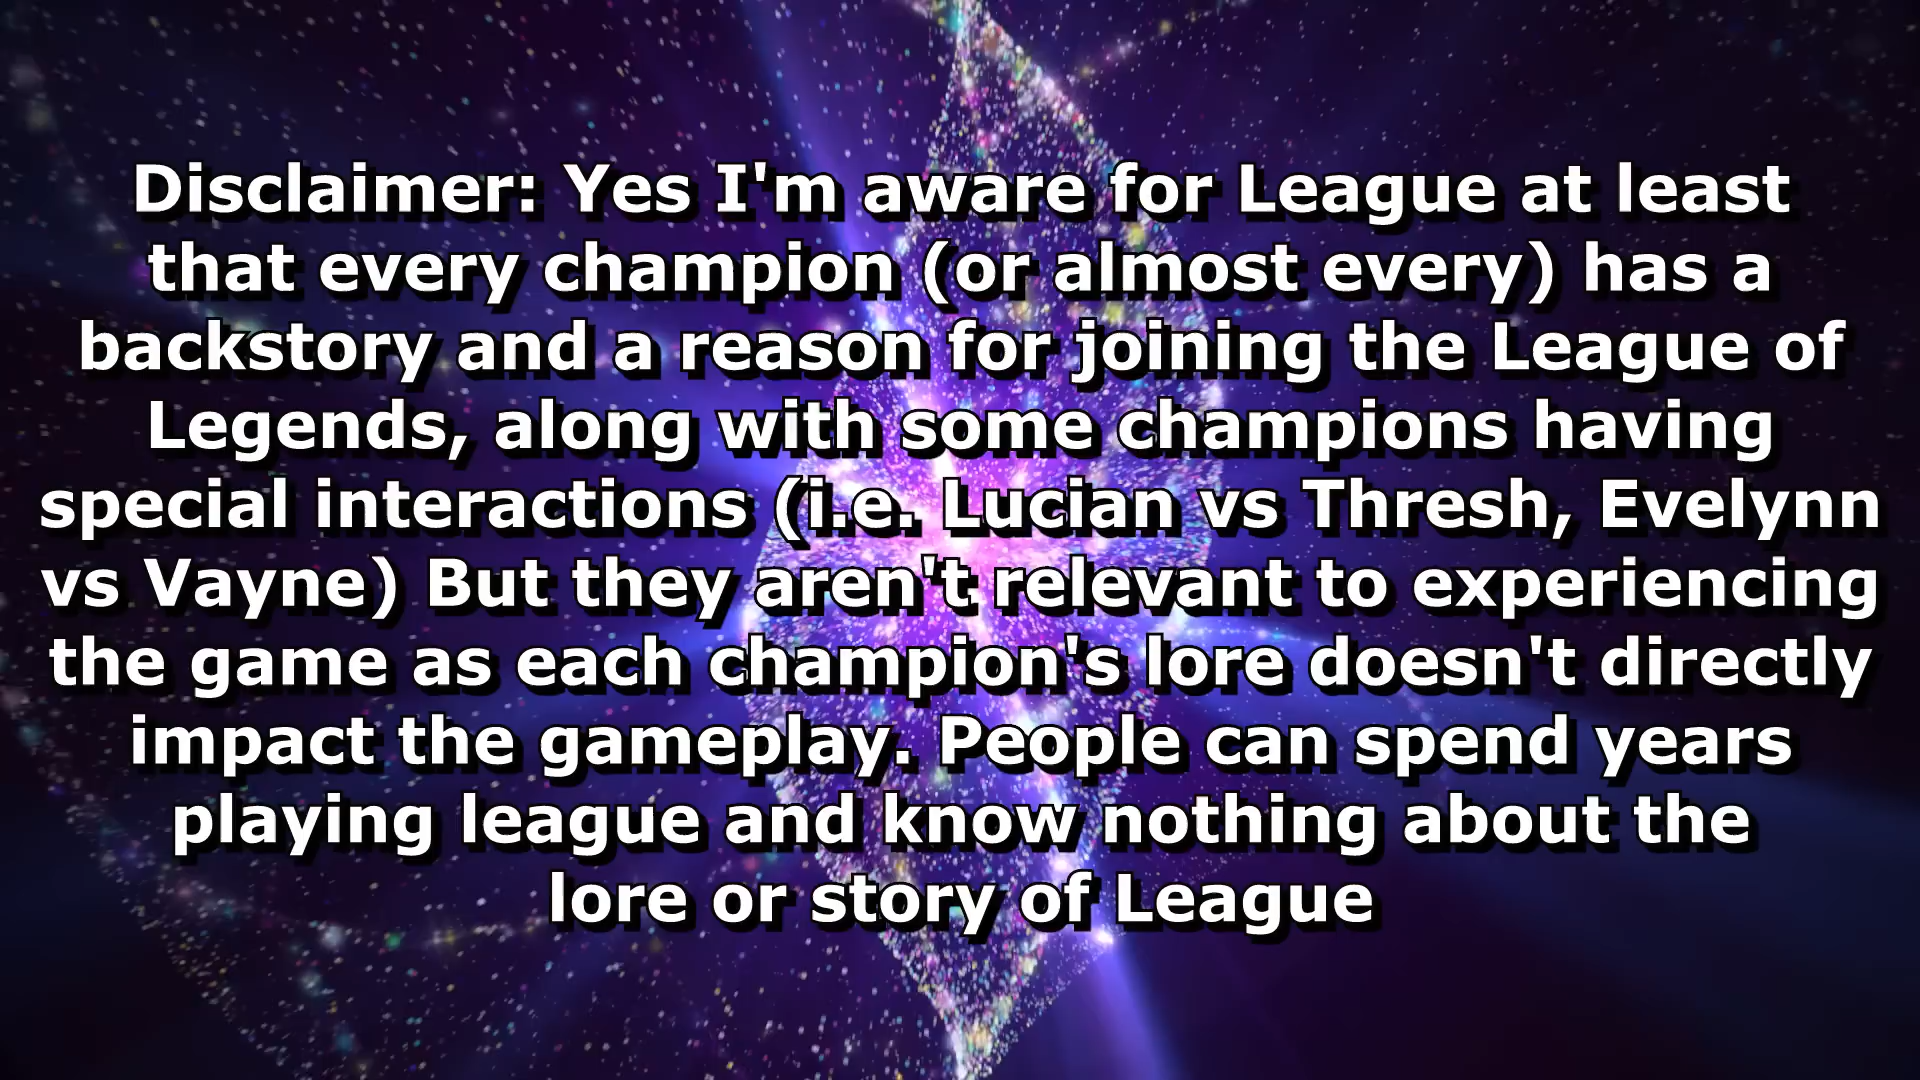 Disclaimer: Yes I'm aware for League at least
that every champion (or almost every) has a
backstory and a reason for joining the League of
Legends, along with some champions having
special interactions (i.e. Lucian vs Thresh, Evelynn
vs Vayne) But they aren't relevant to experiencing
the game as each champion's lore doesn't directly
impact the gameplay. People can spend years
playing league and know nothing about the
lore or story of League